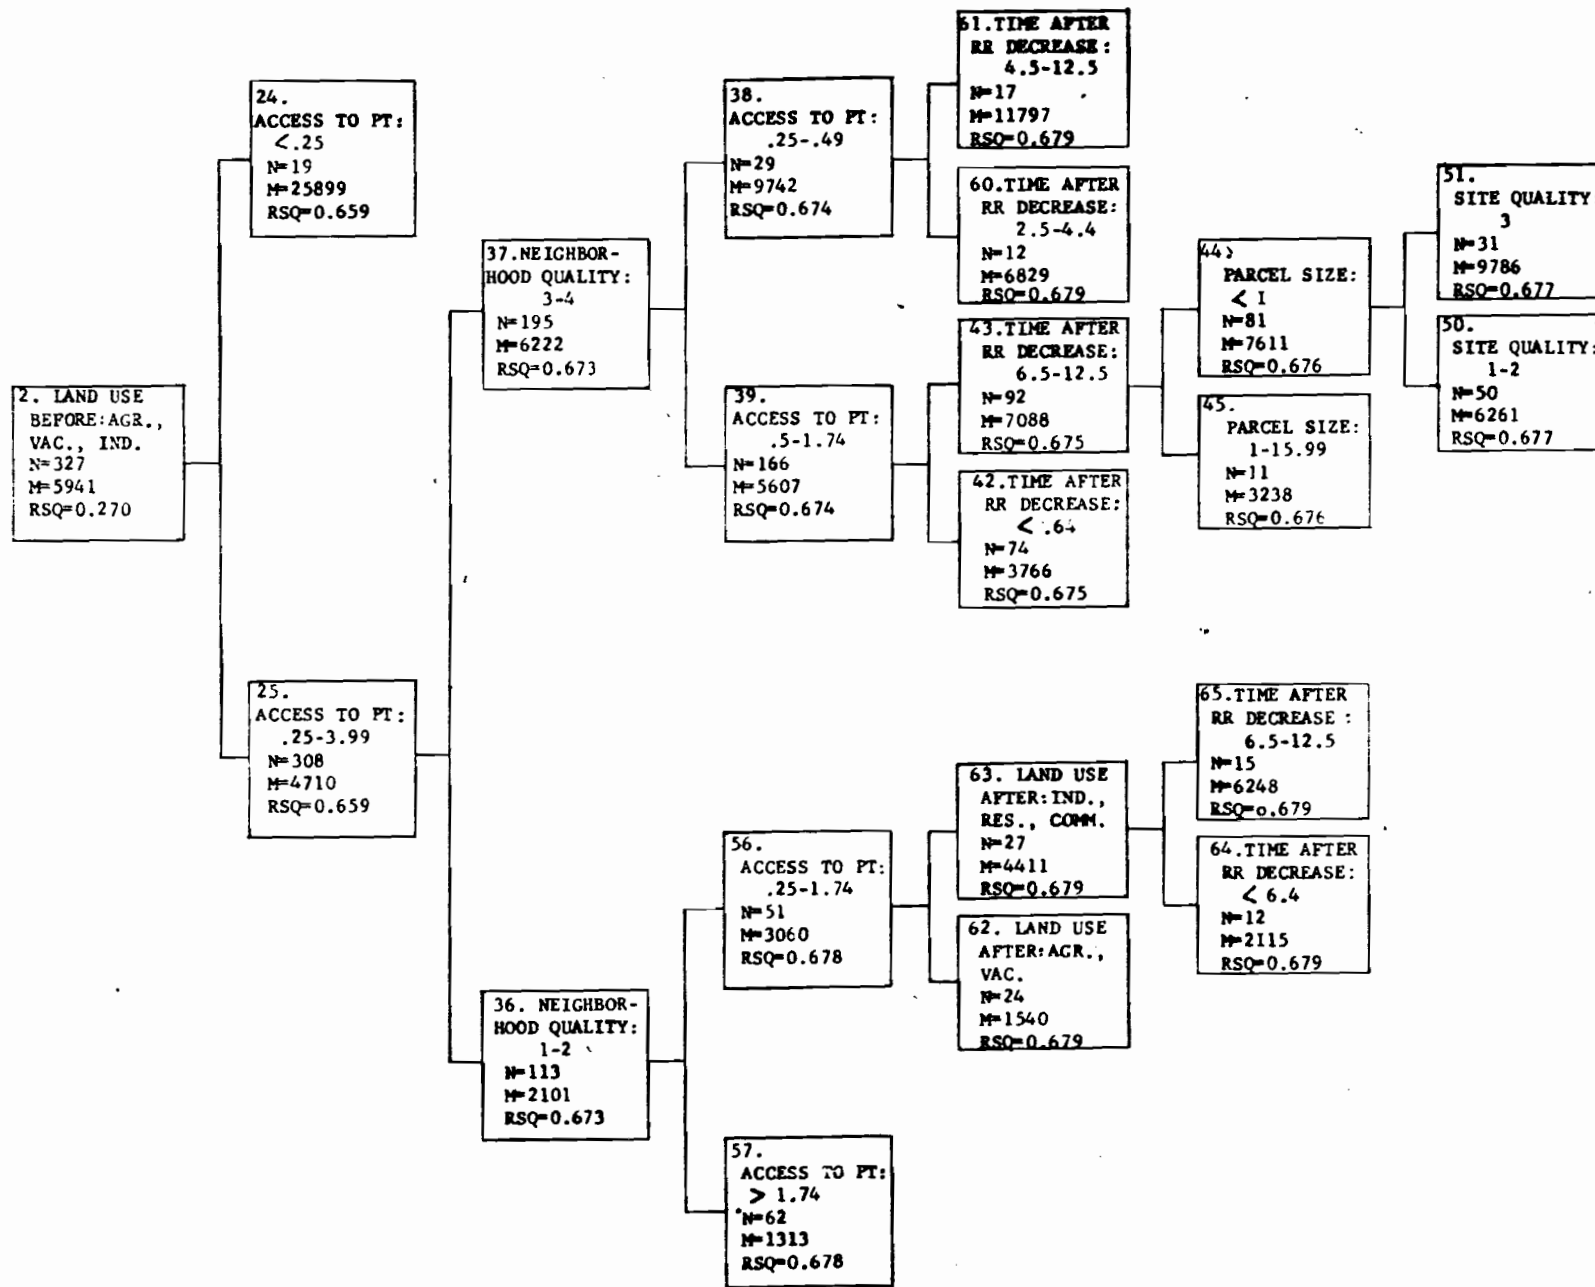 2. LAND USE
BEFORE:AGR.,
VAC., IND.
N=327
M=5941
RSQ=0.270
24.
ACCESS TO PT:
<.25
N=19
M=25899
RSQ=0.659
25.
ACCESS TO PT:
.25-3.99
N=308
M=4710
RSQ=0.659
37.NEIGHBOR-
HOOD QUALITY:
3-4
N=195
M=6222
RSQ=0.673
36. NEIGHBOR-
HOOD QUALITY:
1-2
N=113
M=2101
RSQ=0.673
38.
ACCESS TO PT:
.25-.49
N=29
M=9742
RSQ=0.674
39.
ACCESS TO PT:
.5-1.74
N=166
M=5607
RSQ=0.674
56.
ACCESS TO PT:
.25-1.74
N=51
M=3060
RSQ=0.678
57.
ACCESS TO PT:
> 1.74
N=62
M=1313
RSQ=0.678
61.TIME AFTER
RR DECREASE:
4.5-12.5
N=17
M=11797
RSQ=0.679
60.TIME AFTER
RR DECREASE:
2.5-4.4
N=12
M=6829
RSQ=0.679
43.TIME AFTER
RR DECREASE:
6.5-12.5
N=92
M=7088
RSQ=0.675
42.TIME AFTER
RR DECREASE:
< .64
N=74
M=3766
RSQ=0.675
63. LAND USE
AFTER:IND.,
RES., COMM.
N=27
M=4411
RSQ=0.679
62. LAND USE
AFTER:AGR.,
VAC.
N=24
M=1540
RSQ=0.679
44.
PARCEL SIZE:
< 1
N=81
M=7611
RSQ=0.676
45.
PARCEL SIZE:
1-15.99
N=11
M=3238
RSQ=0.676
65.TIME AFTER
RR DECREASE :
6.5-12.5
N=15
M=6248
RSQ=o.679
64.TIME AFTER
RR DECREASE:
< 6.4
N=12
M=2115
RSQ=0.679
51.
SITE QUALITY
3
N=31
M=9786
RSQ=0.677
50.
SITE QUALITY:
1-2
N=50
M=6261
RSQ=0.677